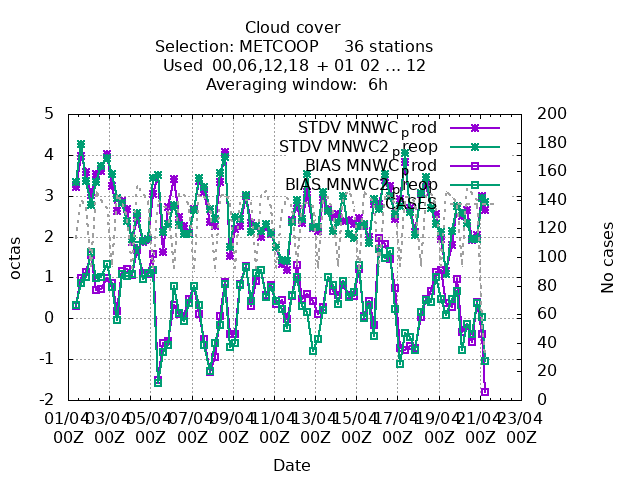 Cloud cover
Selection: METCOOP 36 stations
Used 00,06,12,18 + 01 02 ... 12
Averaging window: 6h
5
4
3
2
1
0
-1
-2
octas
200
180
160
140
120
100
80
60
40
20
0
No cases
STDV MNWC_prod
STDV MNWC2_preop
BIAS MNWC_prod
BIAS MNWC2_preop
CASES
01/04 03/04 05/04 07/04 09/04 11/04 13/04 15/04 17/04 19/04 21/04 23/04
00Z 00Z 00Z 00Z 00Z 00Z 00Z 00Z 00Z 00Z 00Z 00Z
Date